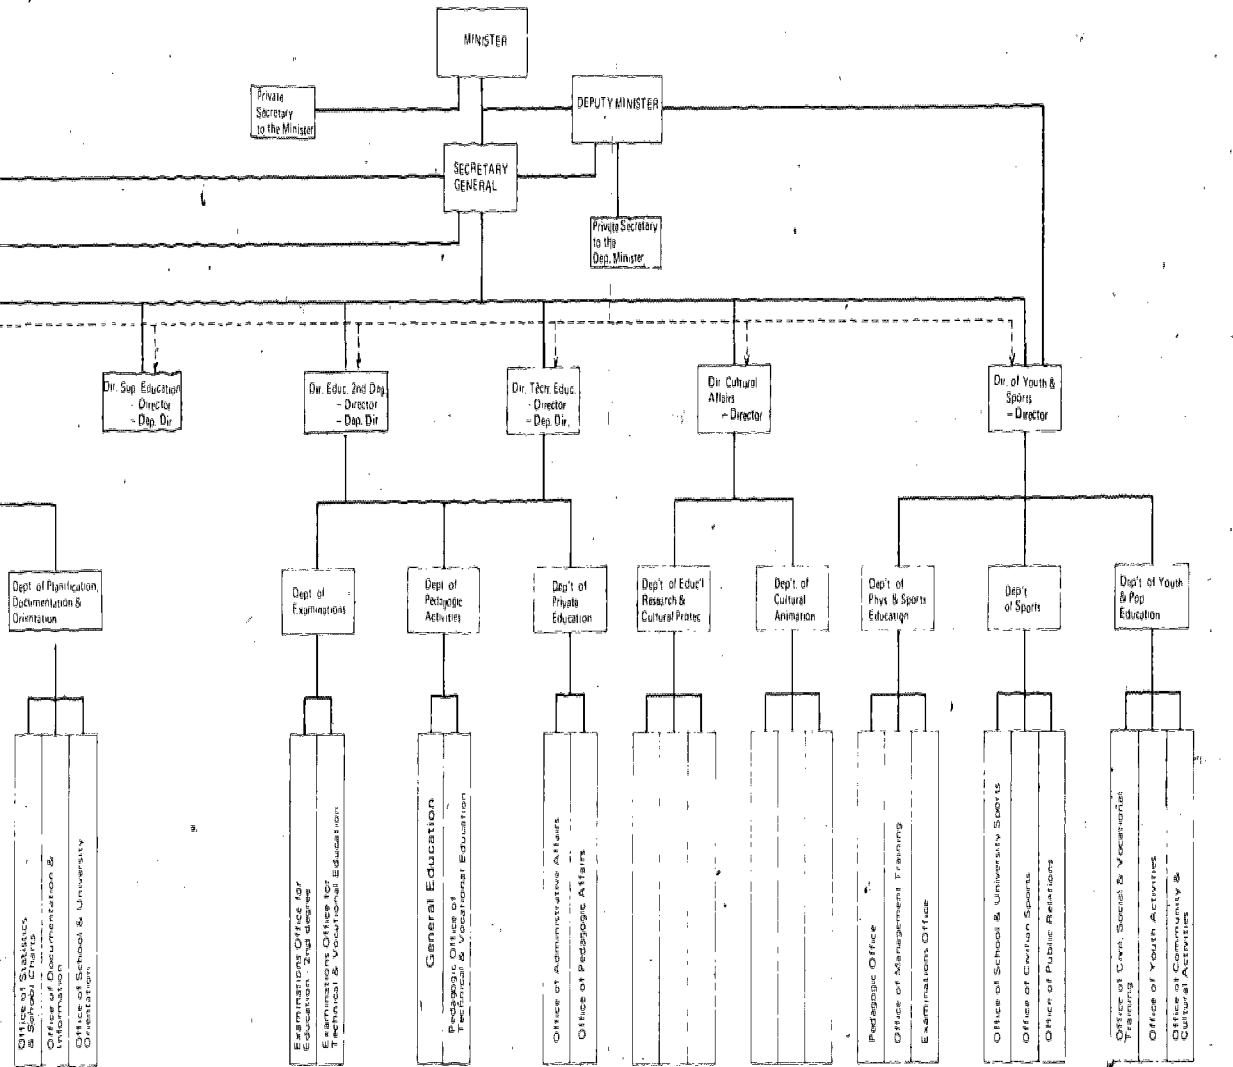 MINISTER
Private
Secretary
to the Minister
DEPUTY MINISTER
SECRETARY
GENERAL
Private Secretary
to the
Dep. Minister
Dir. Sup. Education
- Director
- Dep. Dir
Dir. Educ. 2nd Deg.
- Director
- Dep. Dir
Dir. Tech. Educ.
- Director
- Dep. Dir.
Dir. Cultural
Affairs
- Director
Dir. of Youth &
Sports
- Director
Dept. of Planification,
Documentation &
Orientation
Dept. of
Examinations
Dept. of
Pedagogic
Activities
Dep't. of
Private
Education
Dep't. of Educ'l
Research &
Cultural Protec
Dep't. of
Cultural
Animation
Dep't. of
Phys & Sports
Education
Dep't
of Sports
Dep't. of Youth
& Pop
Education
Office of Statistics
& School Charts
Office of Documentation &
Information
Office of School & University
Orientation
Examinations Office for
Education - 2nd degree
Examinations Office for
Technical & Vocational Education
General Education
Pedagogic Office of
Technical & Vocational Education
Office of Administrative Affairs
Office of Pedagogic Affairs
Pedagogic Office
Office of Management Training
Examinations Office
Office of School & University Sports
Office of Civilian Sports
Office of Public Relations
Office of Civil, Social & Vocational
Training
Office of Youth Activities
Office of Community &
Cultural Activities